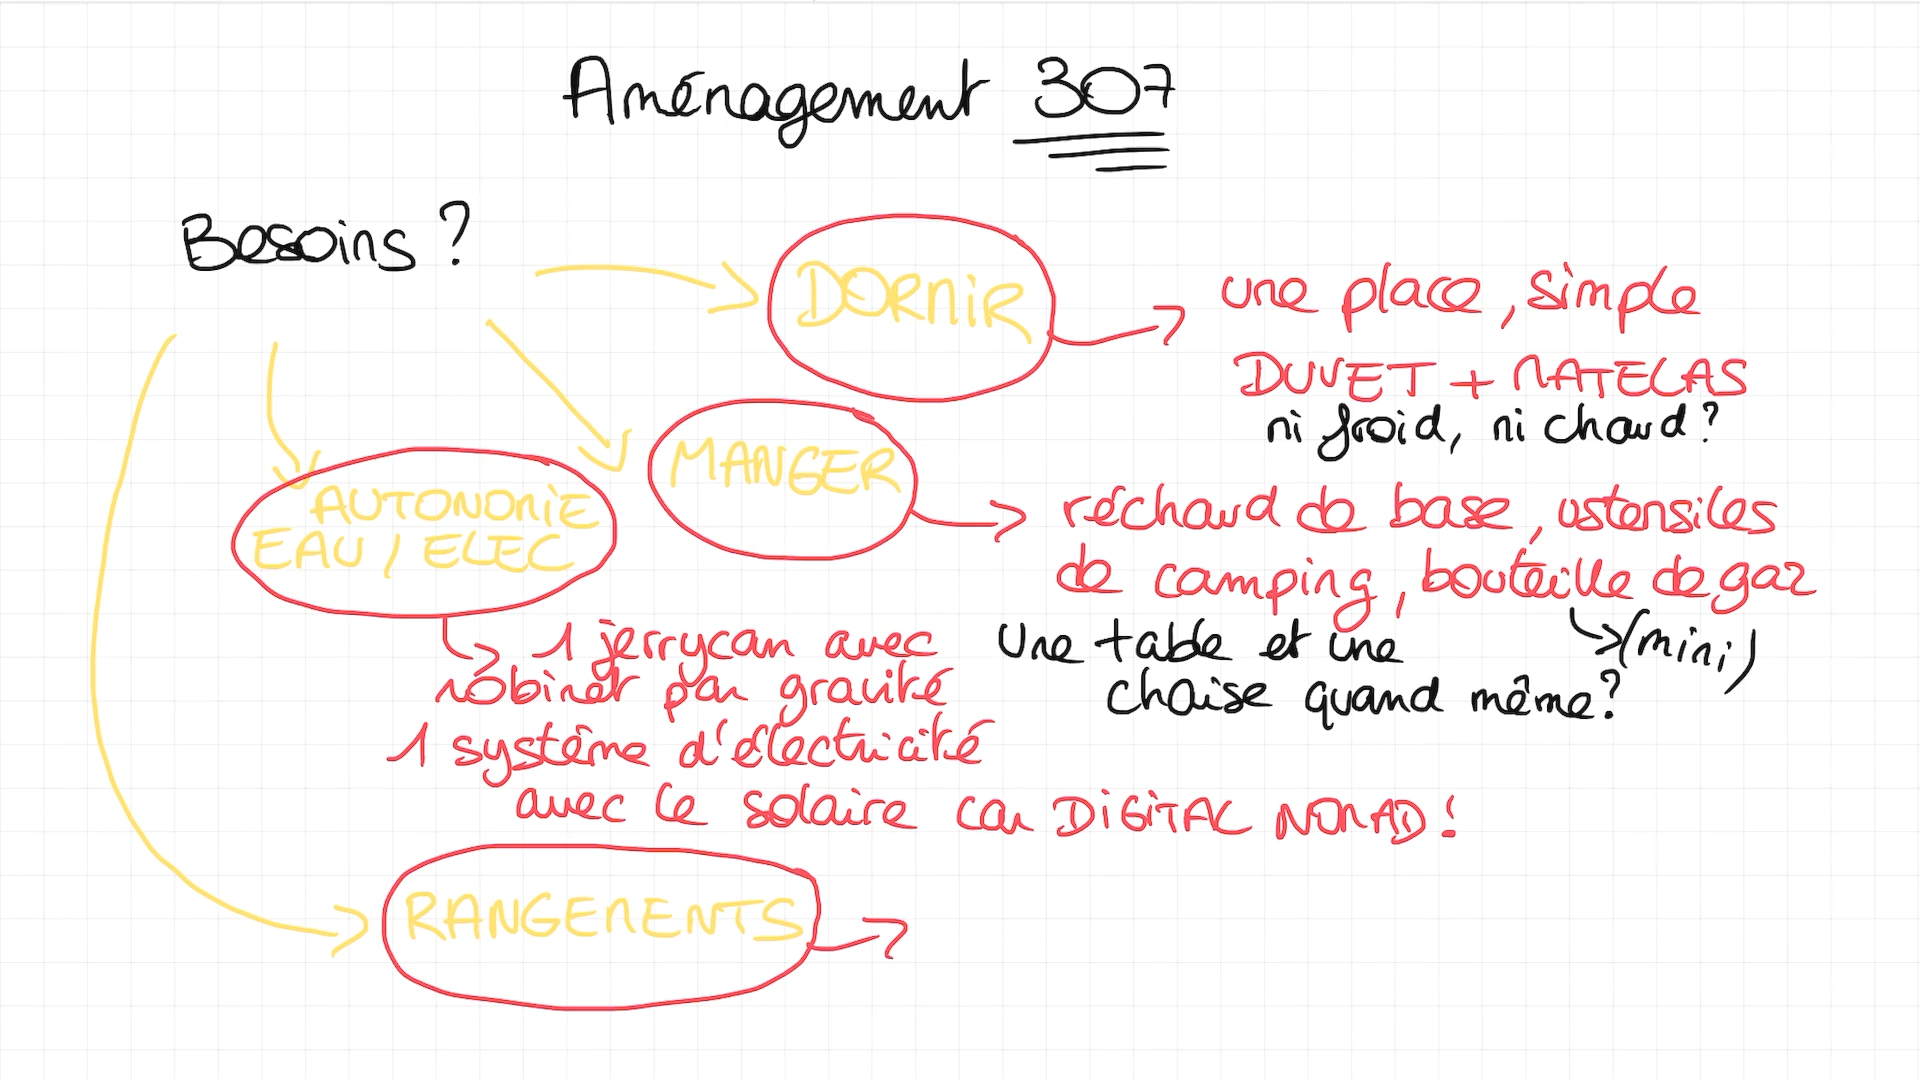 Aménagement 307
Besoins ?
DORMIR
une place, simple
DUVET + MATELAS
ni froid, ni chaud ?
MANGER
réchaud de base, ustensiles
de camping, bouteille de gaz
(mini)
Une table et une
chaise quand même ?
AUTONOMIE
EAU / ELEC
1 jerrycan avec
robinet par gravité
1 système d'électricité
avec le solaire car DIGITAL NOMAD !
RANGEMENTS